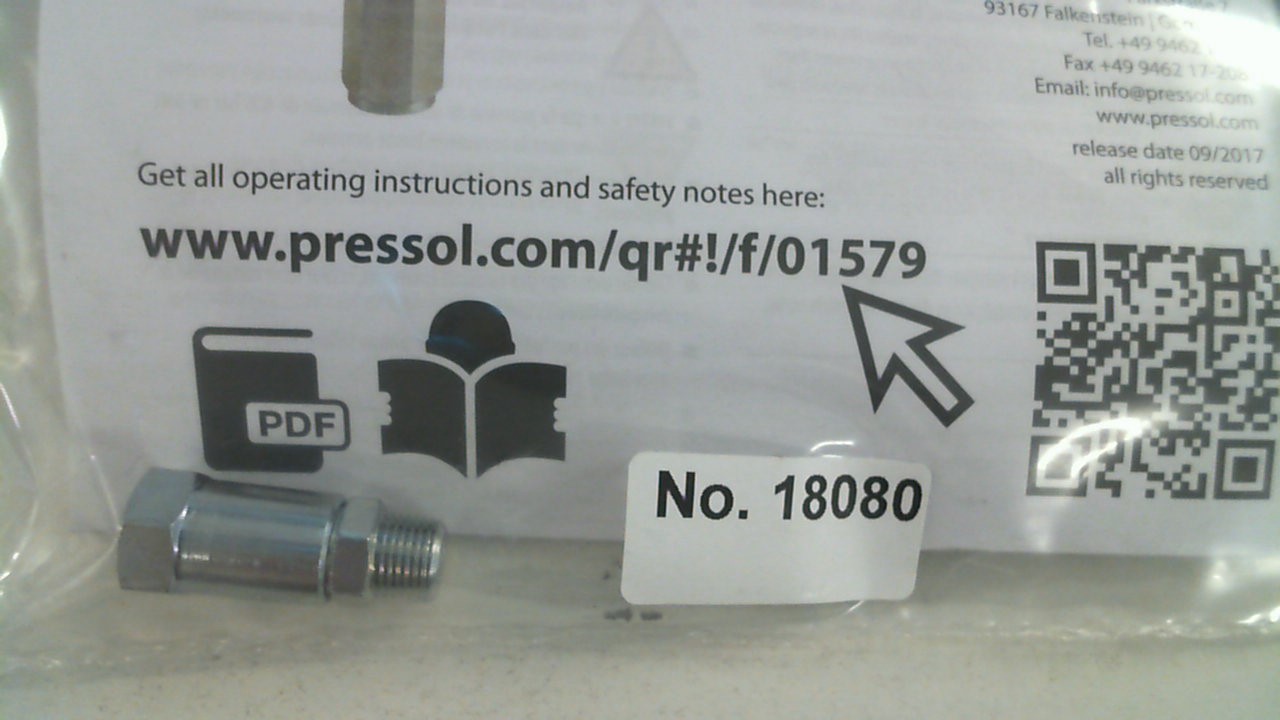 93167 Falkenstein |
Tel. +49 9462
Fax +49 9462 17-208
Email: info@pressol.com
www.pressol.com
release date 09/2017
all rights reserved
Get all operating instructions and safety notes here:
www.pressol.com/qr#!/f/01579
PDF
No. 18080